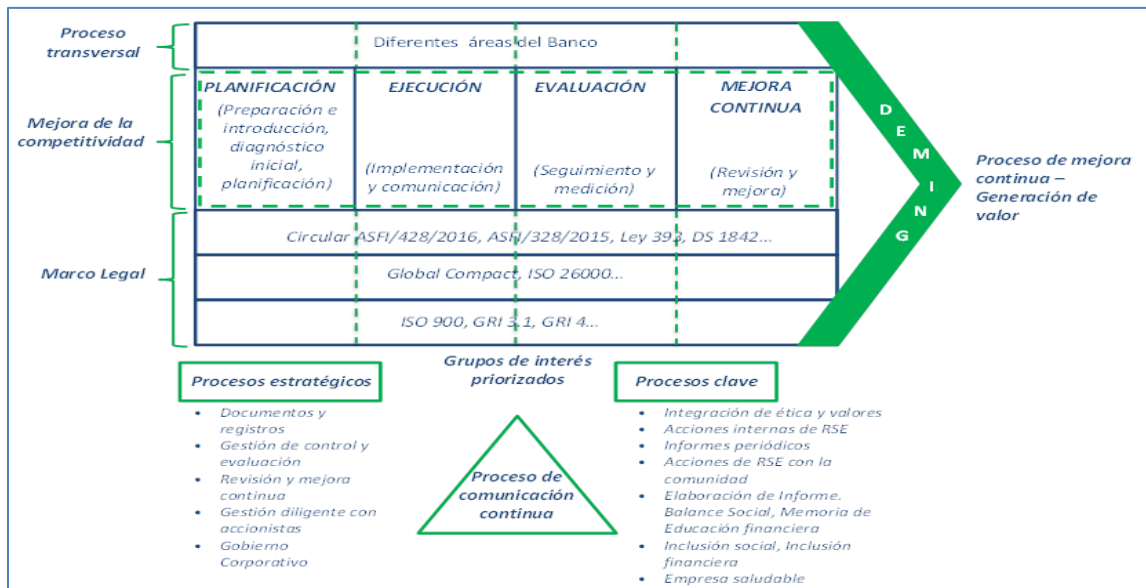 Proceso
transversal
Diferentes áreas del Banco
Mejora de la
competitividad
PLANIFICACIÓN
(Preparación e
introducción,
diagnóstico
inicial,
planificación)
EJECUCIÓN
(Implementación
y comunicación)
EVALUACIÓN
(Seguimiento y
medición)
MEJORA
CONTINUA
(Revisión y
mejora)
DEMING
Proceso de mejora
continua –
Generación de
valor
Marco Legal
Circular ASFI/428/2016, ASFI/328/2015, Ley 393, DS 1842...
Global Compact, ISO 26000...
ISO 900, GRI 3.1, GRI 4...
Procesos estratégicos
• Documentos y
registros
• Gestión de control y
evaluación
• Revisión y mejora
continua
• Gestión diligente con
accionistas
• Gobierno
Corporativo
Grupos de interés
priorizados
Proceso de
comunicación
continua
Procesos clave
• Integración de ética y valores
• Acciones internas de RSE
• Informes periódicos
• Acciones de RSE con la
comunidad
• Elaboración de Informe.
Balance Social, Memoria de
Educación financiera
• Inclusión social, Inclusión
financiera
• Empresa saludable